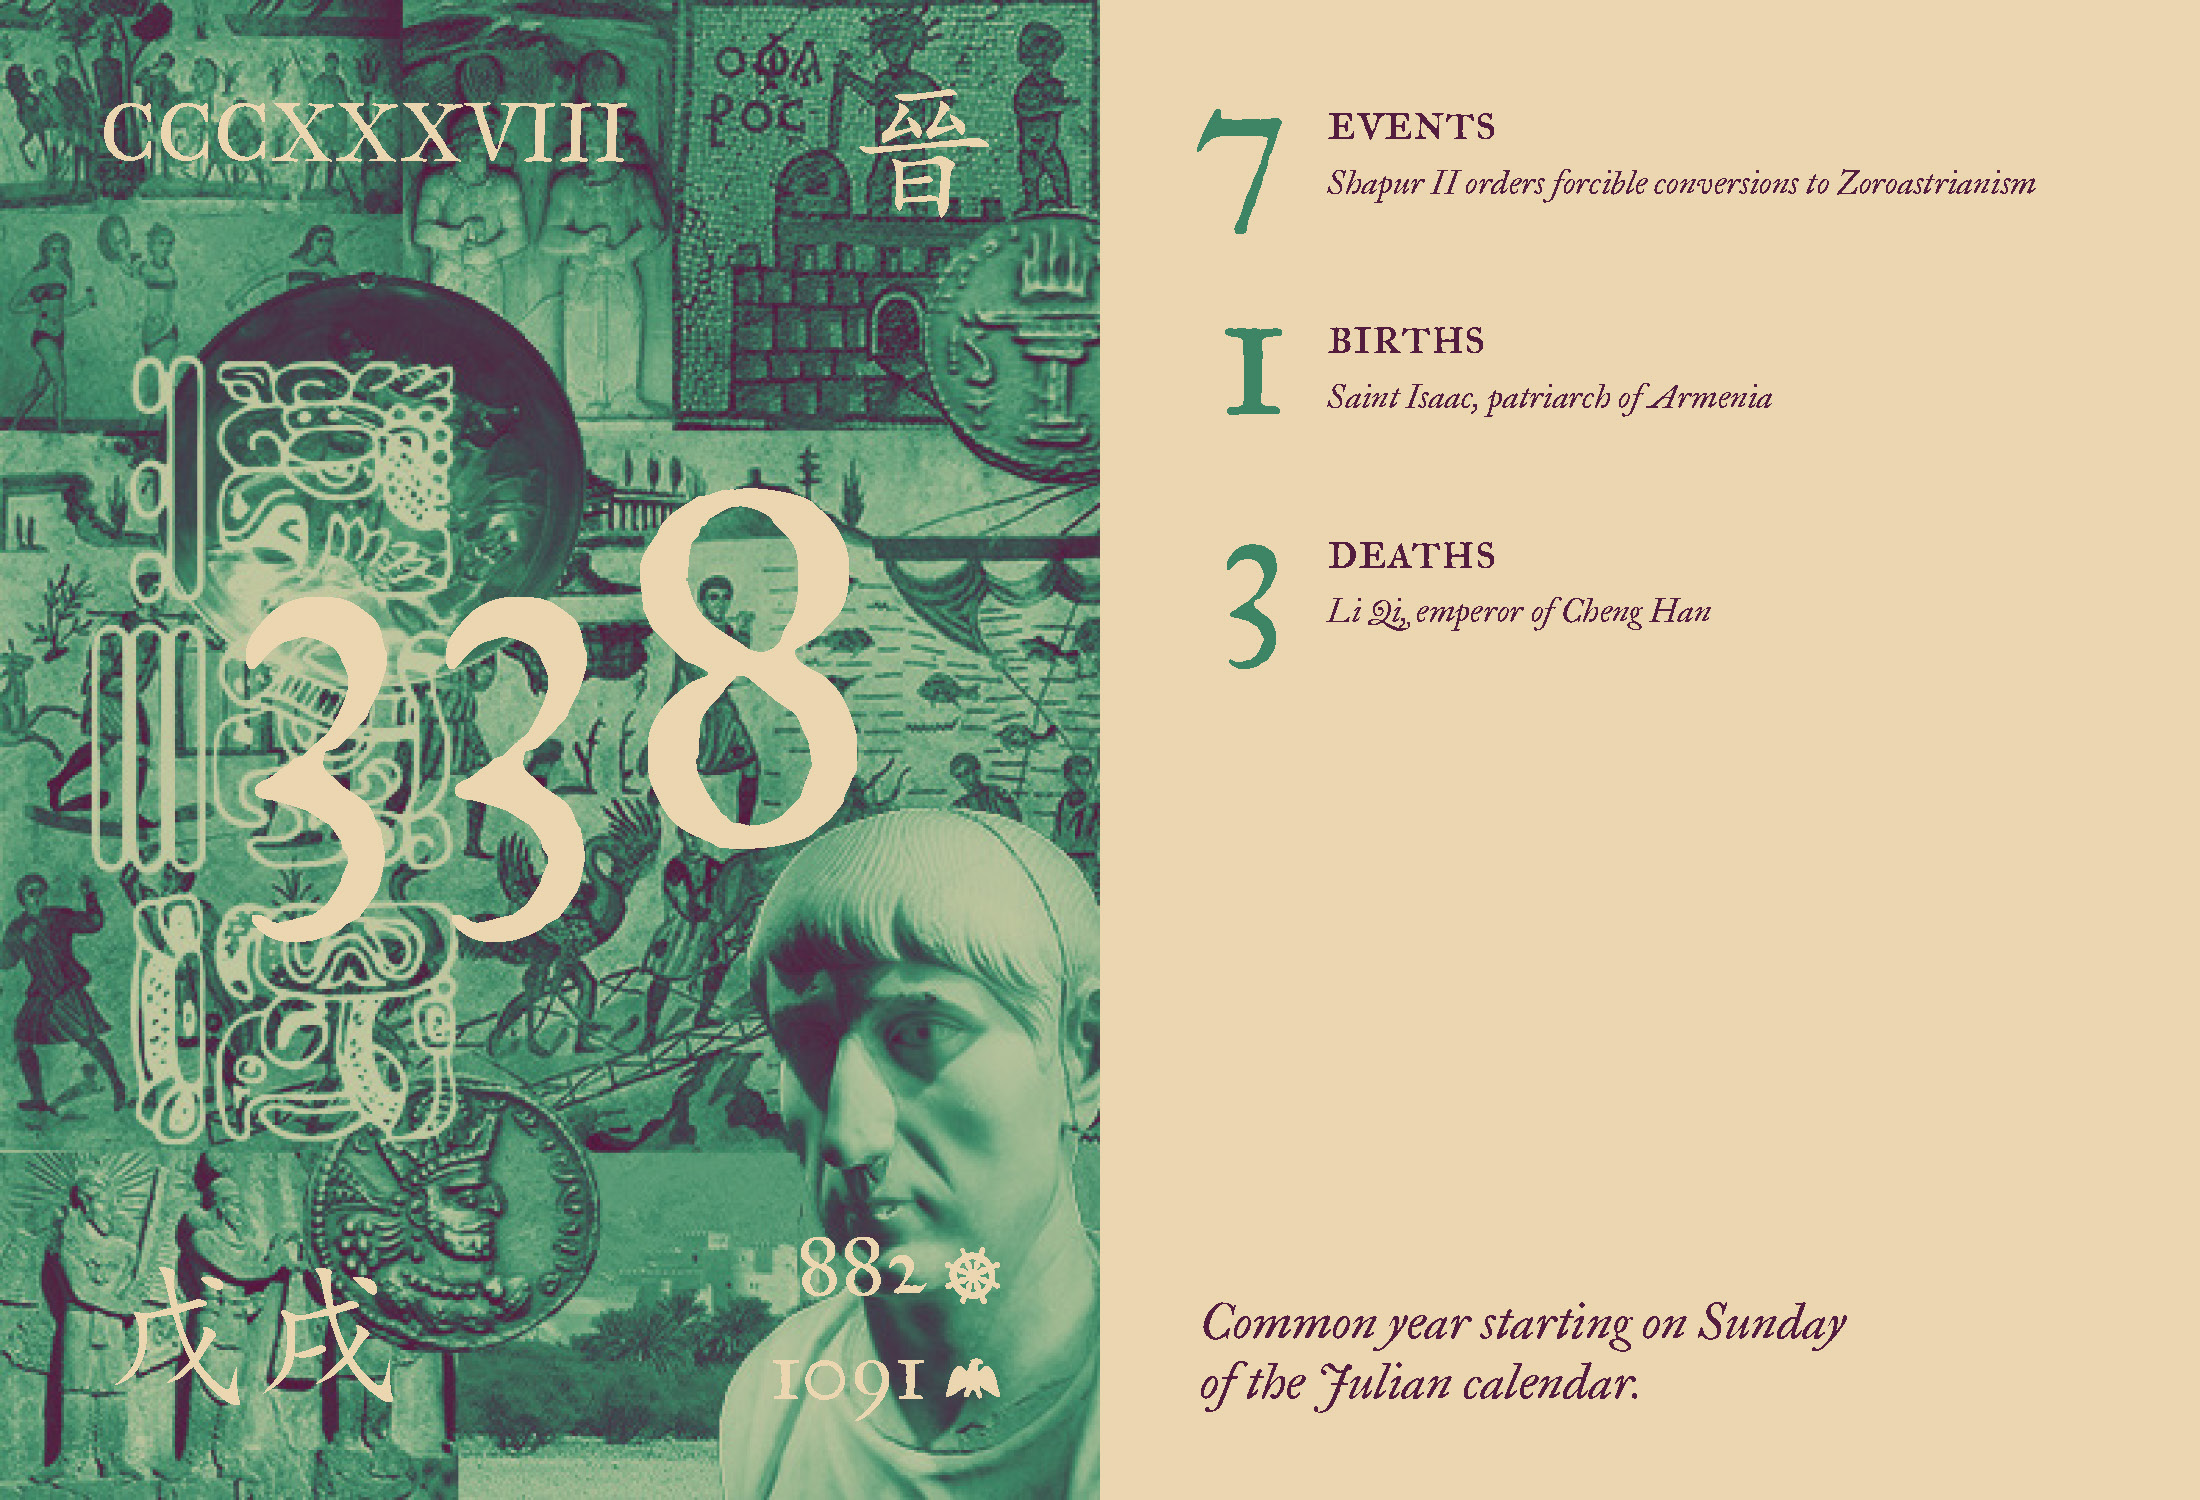 CCCXXXVIII
晉
ΟΦΑ
ΡΟΣ
338
戊戌
882
1091
7 EVENTS
Shapur II orders forcible conversions to Zoroastrianism
1 BIRTHS
Saint Isaac, patriarch of Armenia
3 DEATHS
Li Qi, emperor of Cheng Han
Common year starting on Sunday
of the Julian calendar.